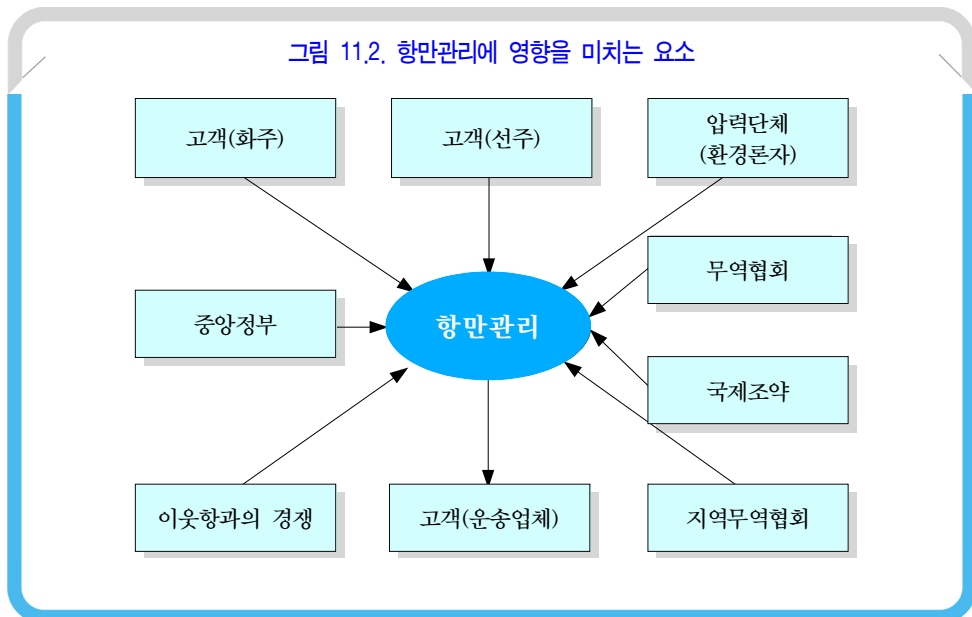 그림 11.2. 항만관리에 영향을 미치는 요소
고객(화주)
고객(선주)
압력단체
(환경론자)
무역협회
중앙정부
항만관리
국제조약
이웃항과의 경쟁
고객(운송업체)
지역무역협회